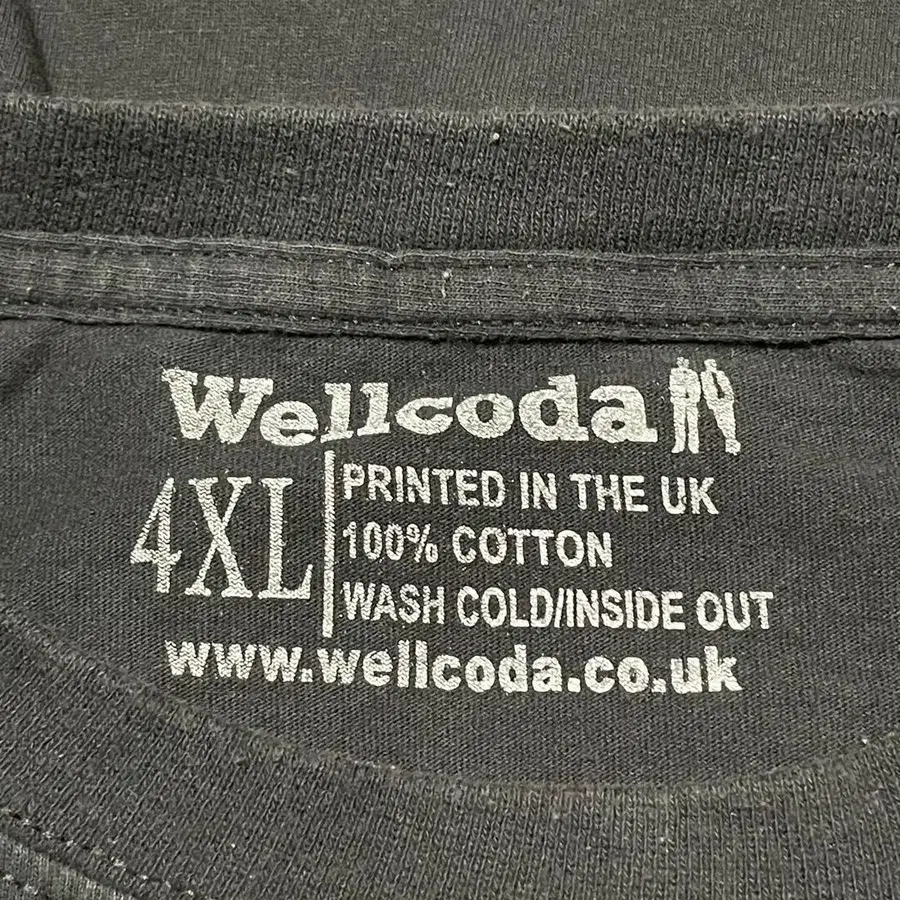 Wellcoda
4XL
PRINTED IN THE UK
100% COTTON
WASH COLD/INSIDE OUT
www.wellcoda.co.uk